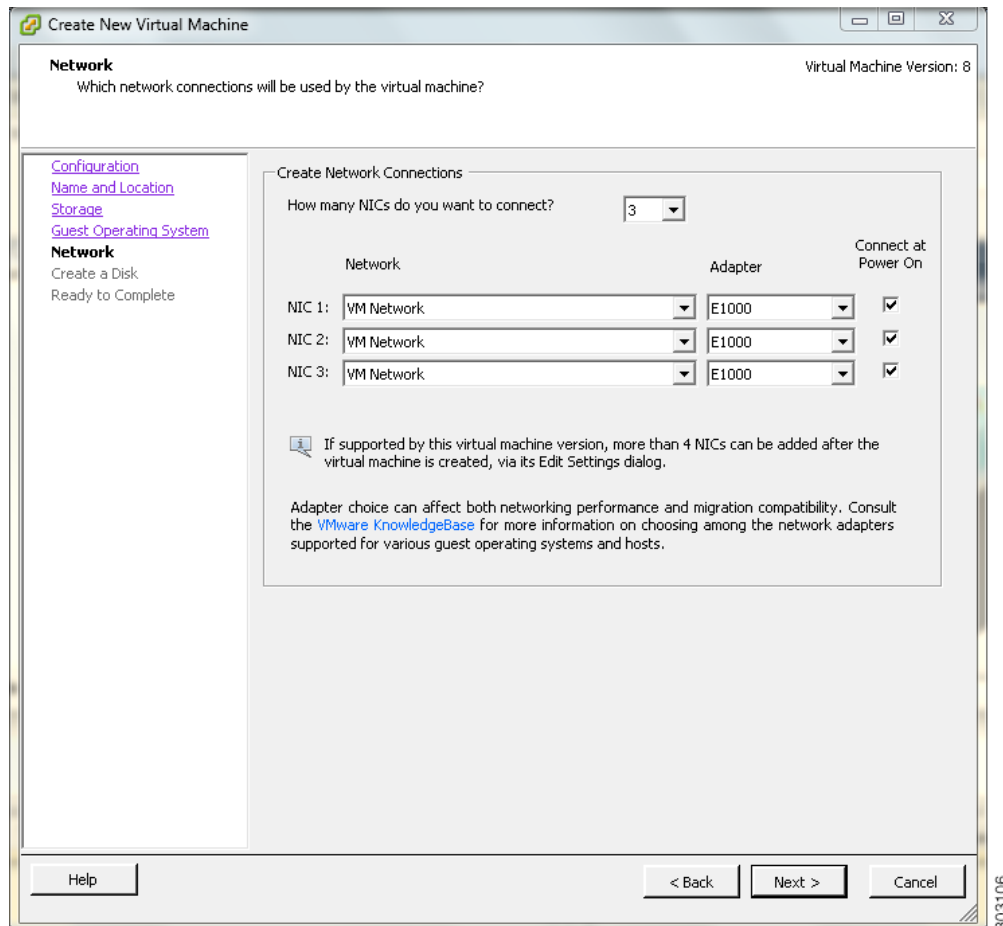 Create New Virtual Machine
Network
Which network connections will be used by the virtual machine?
Virtual Machine Version: 8
Configuration
Name and Location
Storage
Guest Operating System
Network
Create a Disk
Ready to Complete
Create Network Connections
How many NICs do you want to connect?
3
Network
Adapter
Connect at
Power On
NIC 1: VM Network E1000
NIC 2: VM Network E1000
NIC 3: VM Network E1000
If supported by this virtual machine version, more than 4 NICs can be added after the
virtual machine is created, via its Edit Settings dialog.
Adapter choice can affect both networking performance and migration compatibility. Consult
the VMware KnowledgeBase for more information on choosing among the network adapters
supported for various guest operating systems and hosts.
Help
< Back
Next >
Cancel
303106